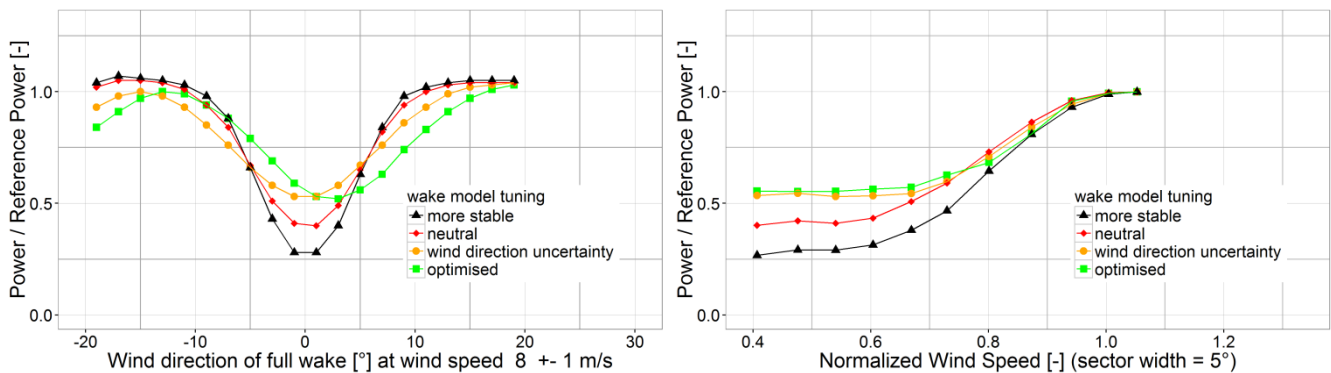 Power / Reference Power [-]
1.0
0.5
0.0
-20
-10
0
10
20
30
Wind direction of full wake [°] at wind speed 8 +- 1 m/s
wake model tuning
more stable
neutral
wind direction uncertainty
optimised
Power / Reference Power [-]
1.0
0.5
0.0
0.4
0.6
0.8
1.0
1.2
Normalized Wind Speed [-] (sector width = 5°)
wake model tuning
more stable
neutral
wind direction uncertainty
optimised